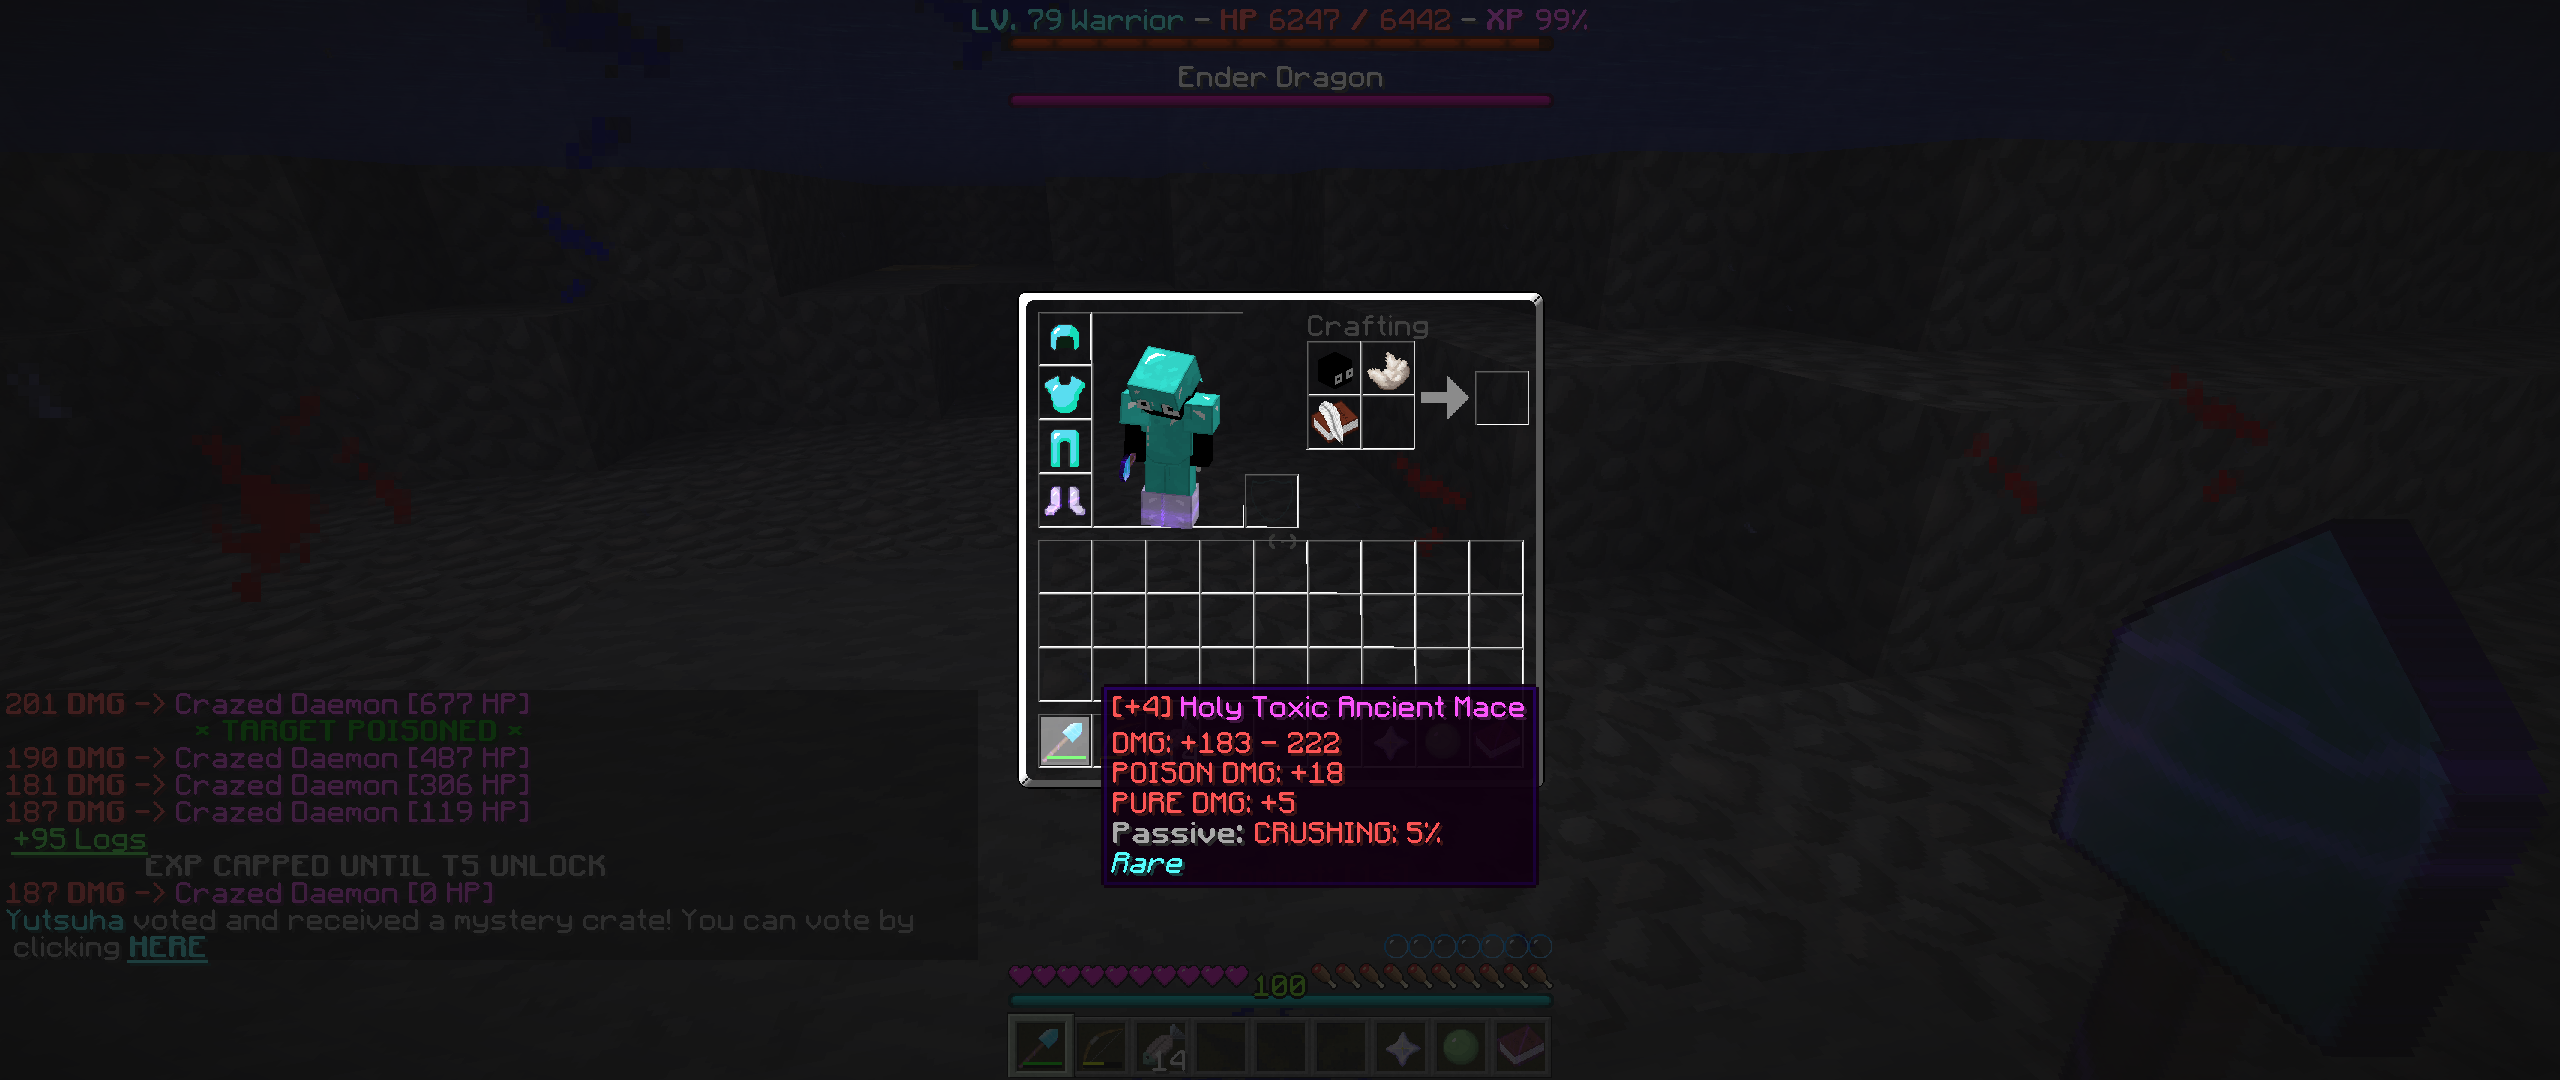 LV. 79 Warrior - HP 6247 / 6442 - XP 99%
Ender Dragon
Crafting
201 DMG -> Crazed Daemon [677 HP]
× TARGET POISONED ×
190 DMG -> Crazed Daemon [487 HP]
181 DMG -> Crazed Daemon [306 HP]
187 DMG -> Crazed Daemon [119 HP]
+95 Logs
EXP CAPPED UNTIL T5 UNLOCK
187 DMG -> Crazed Daemon [0 HP]
Yutsuha voted and received a mystery crate! You can vote by
clicking HERE
[+4] Holy Toxic Ancient Mace
DMG: +183 - 222
POISON DMG: +18
PURE DMG: +5
Passive: CRUSHING: 5%
Rare
100
14